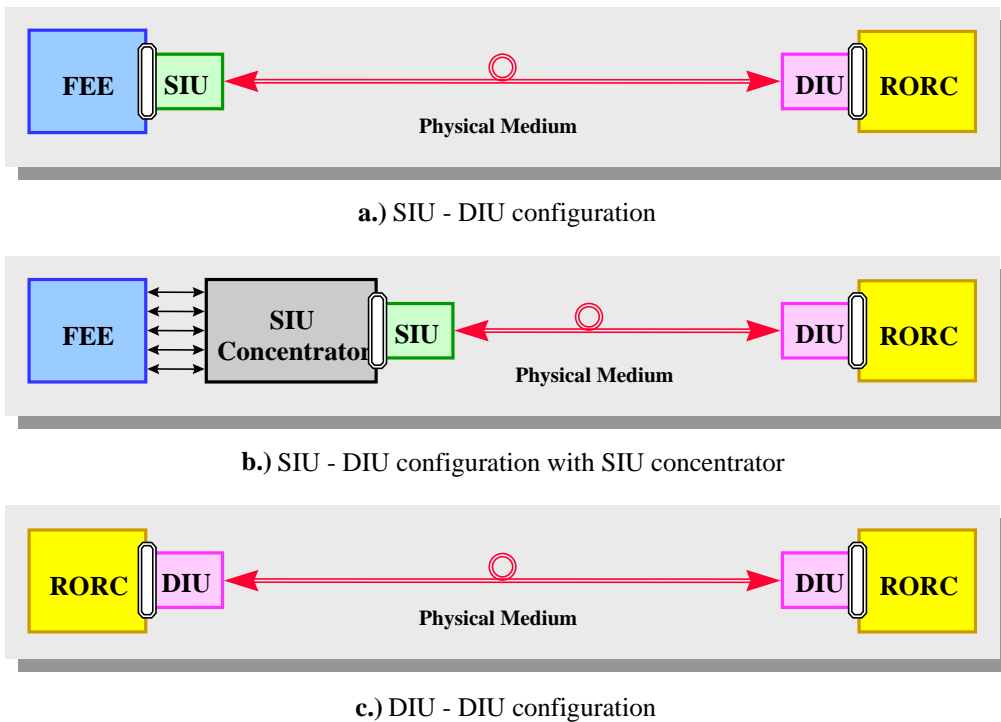 FEE
SIU
DIU
RORC
Physical Medium
a.) SIU - DIU configuration
FEE
SIU
Concentrator
SIU
DIU
RORC
Physical Medium
b.) SIU - DIU configuration with SIU concentrator
RORC
DIU
DIU
RORC
Physical Medium
c.) DIU - DIU configuration